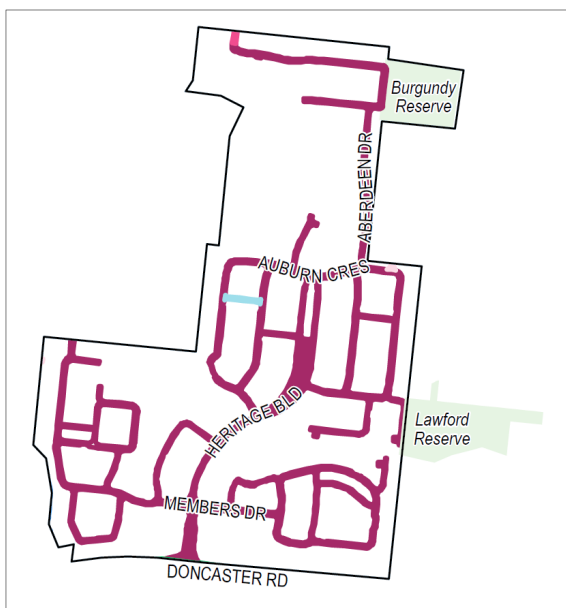 Burgundy
Reserve
ABERDEEN DR
AUBURN CRES
HERITAGE BLD
Lawford
Reserve
MEMBERS DR
DONCASTER RD